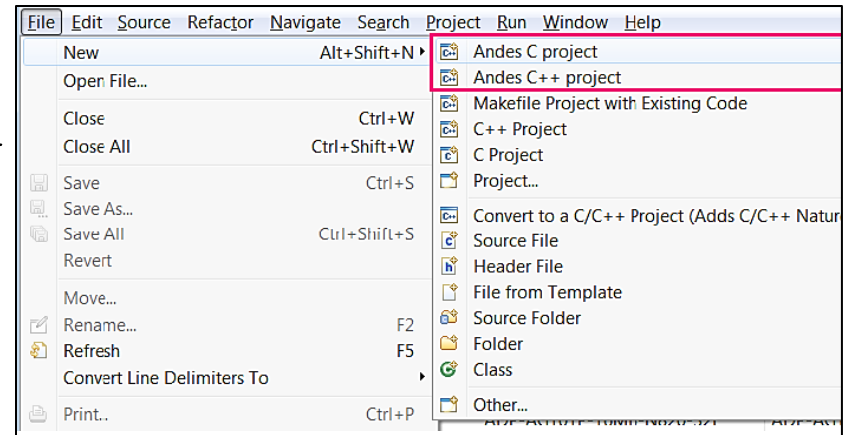 File Edit Source Refactor Navigate Search Project Run Window Help
New Alt+Shift+N
Open File...
Close Ctrl+W
Close All Ctrl+Shift+W
Save Ctrl+S
Save As...
Save All Ctrl+Shift+S
Revert
Move...
Rename... F2
Refresh F5
Convert Line Delimiters To
Print.. Ctrl+P
Andes C project
Andes C++ project
Makefile Project with Existing Code
C++ Project
C Project
Project...
Convert to a C/C++ Project (Adds C/C++ Natur
Source File
Header File
File from Template
Source Folder
Folder
Class
Other...